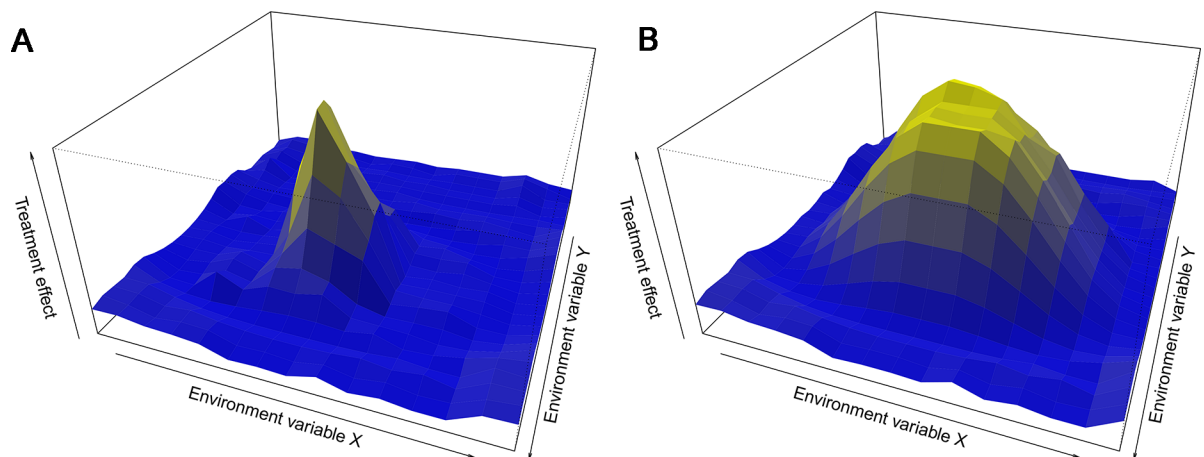 A
Treatment effect
Environment variable X
Environment variable Y
B
Treatment effect
Environment variable X
Environment variable Y